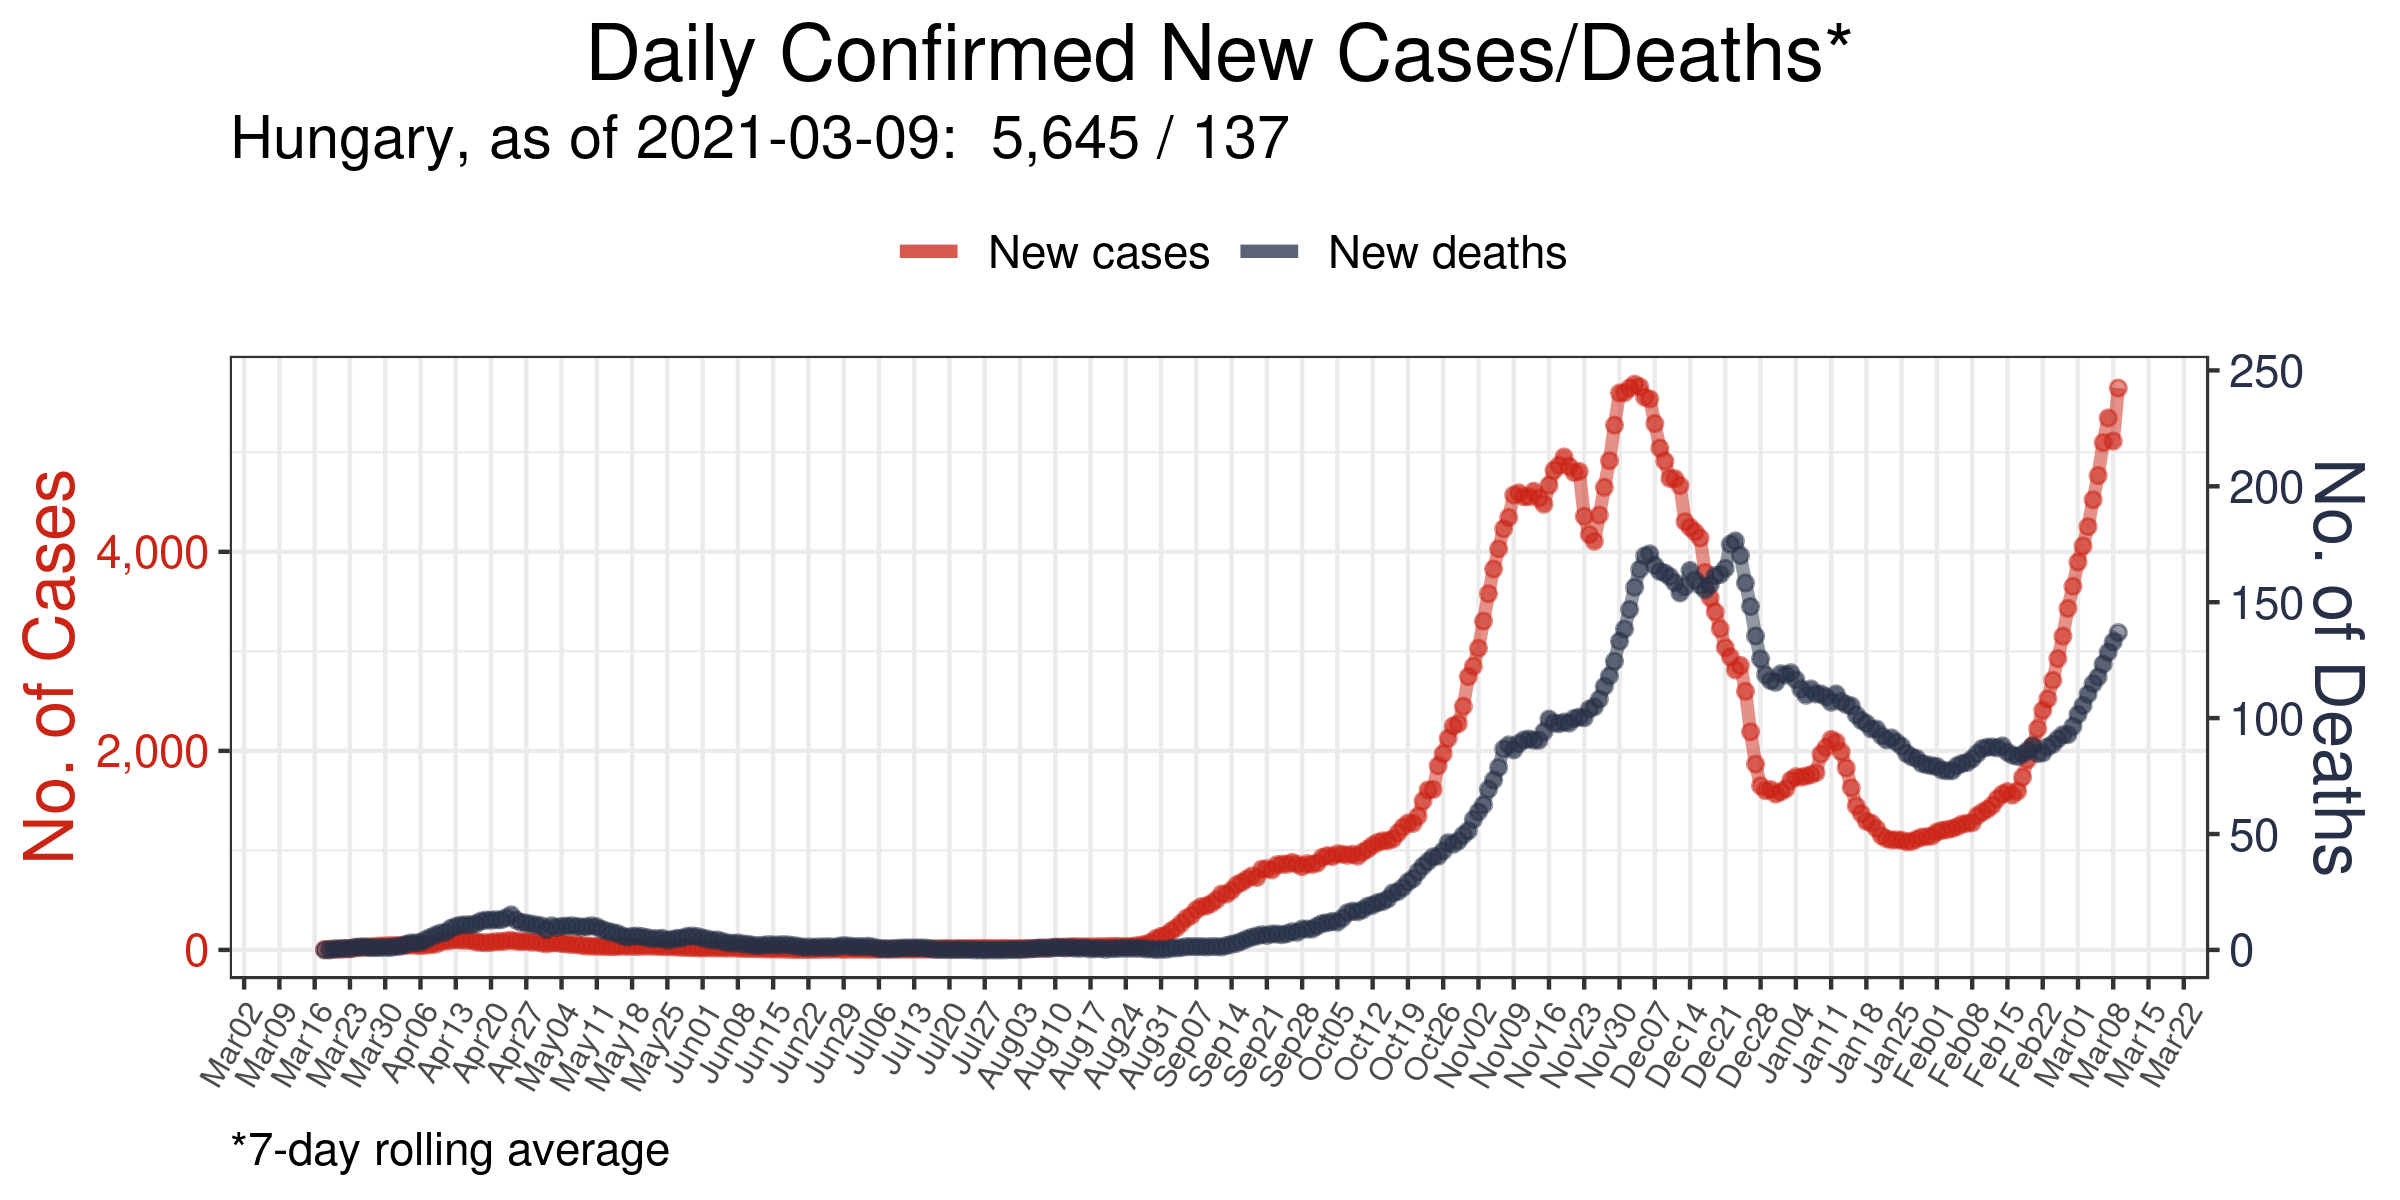 Daily Confirmed New Cases/Deaths*
Hungary, as of 2021-03-09:  5,645 / 137
New cases
New deaths
No. of Cases
4,000
2,000
0
250
200
150
100
50
0
No. of Deaths
Mar02
Mar09
Mar16
Mar23
Mar30
Apr06
Apr13
Apr20
Apr27
May04
May11
May18
May25
Jun01
Jun08
Jun15
Jun22
Jun29
Jul06
Jul13
Jul20
Jul27
Aug03
Aug10
Aug17
Aug24
Aug31
Sep07
Sep14
Sep21
Sep28
Oct05
Oct12
Oct19
Oct26
Nov02
Nov09
Nov16
Nov23
Nov30
Dec07
Dec14
Dec21
Dec28
Jan04
Jan11
Jan18
Jan25
Feb01
Feb08
Feb15
Feb22
Mar01
Mar08
Mar15
Mar22
*7-day rolling average